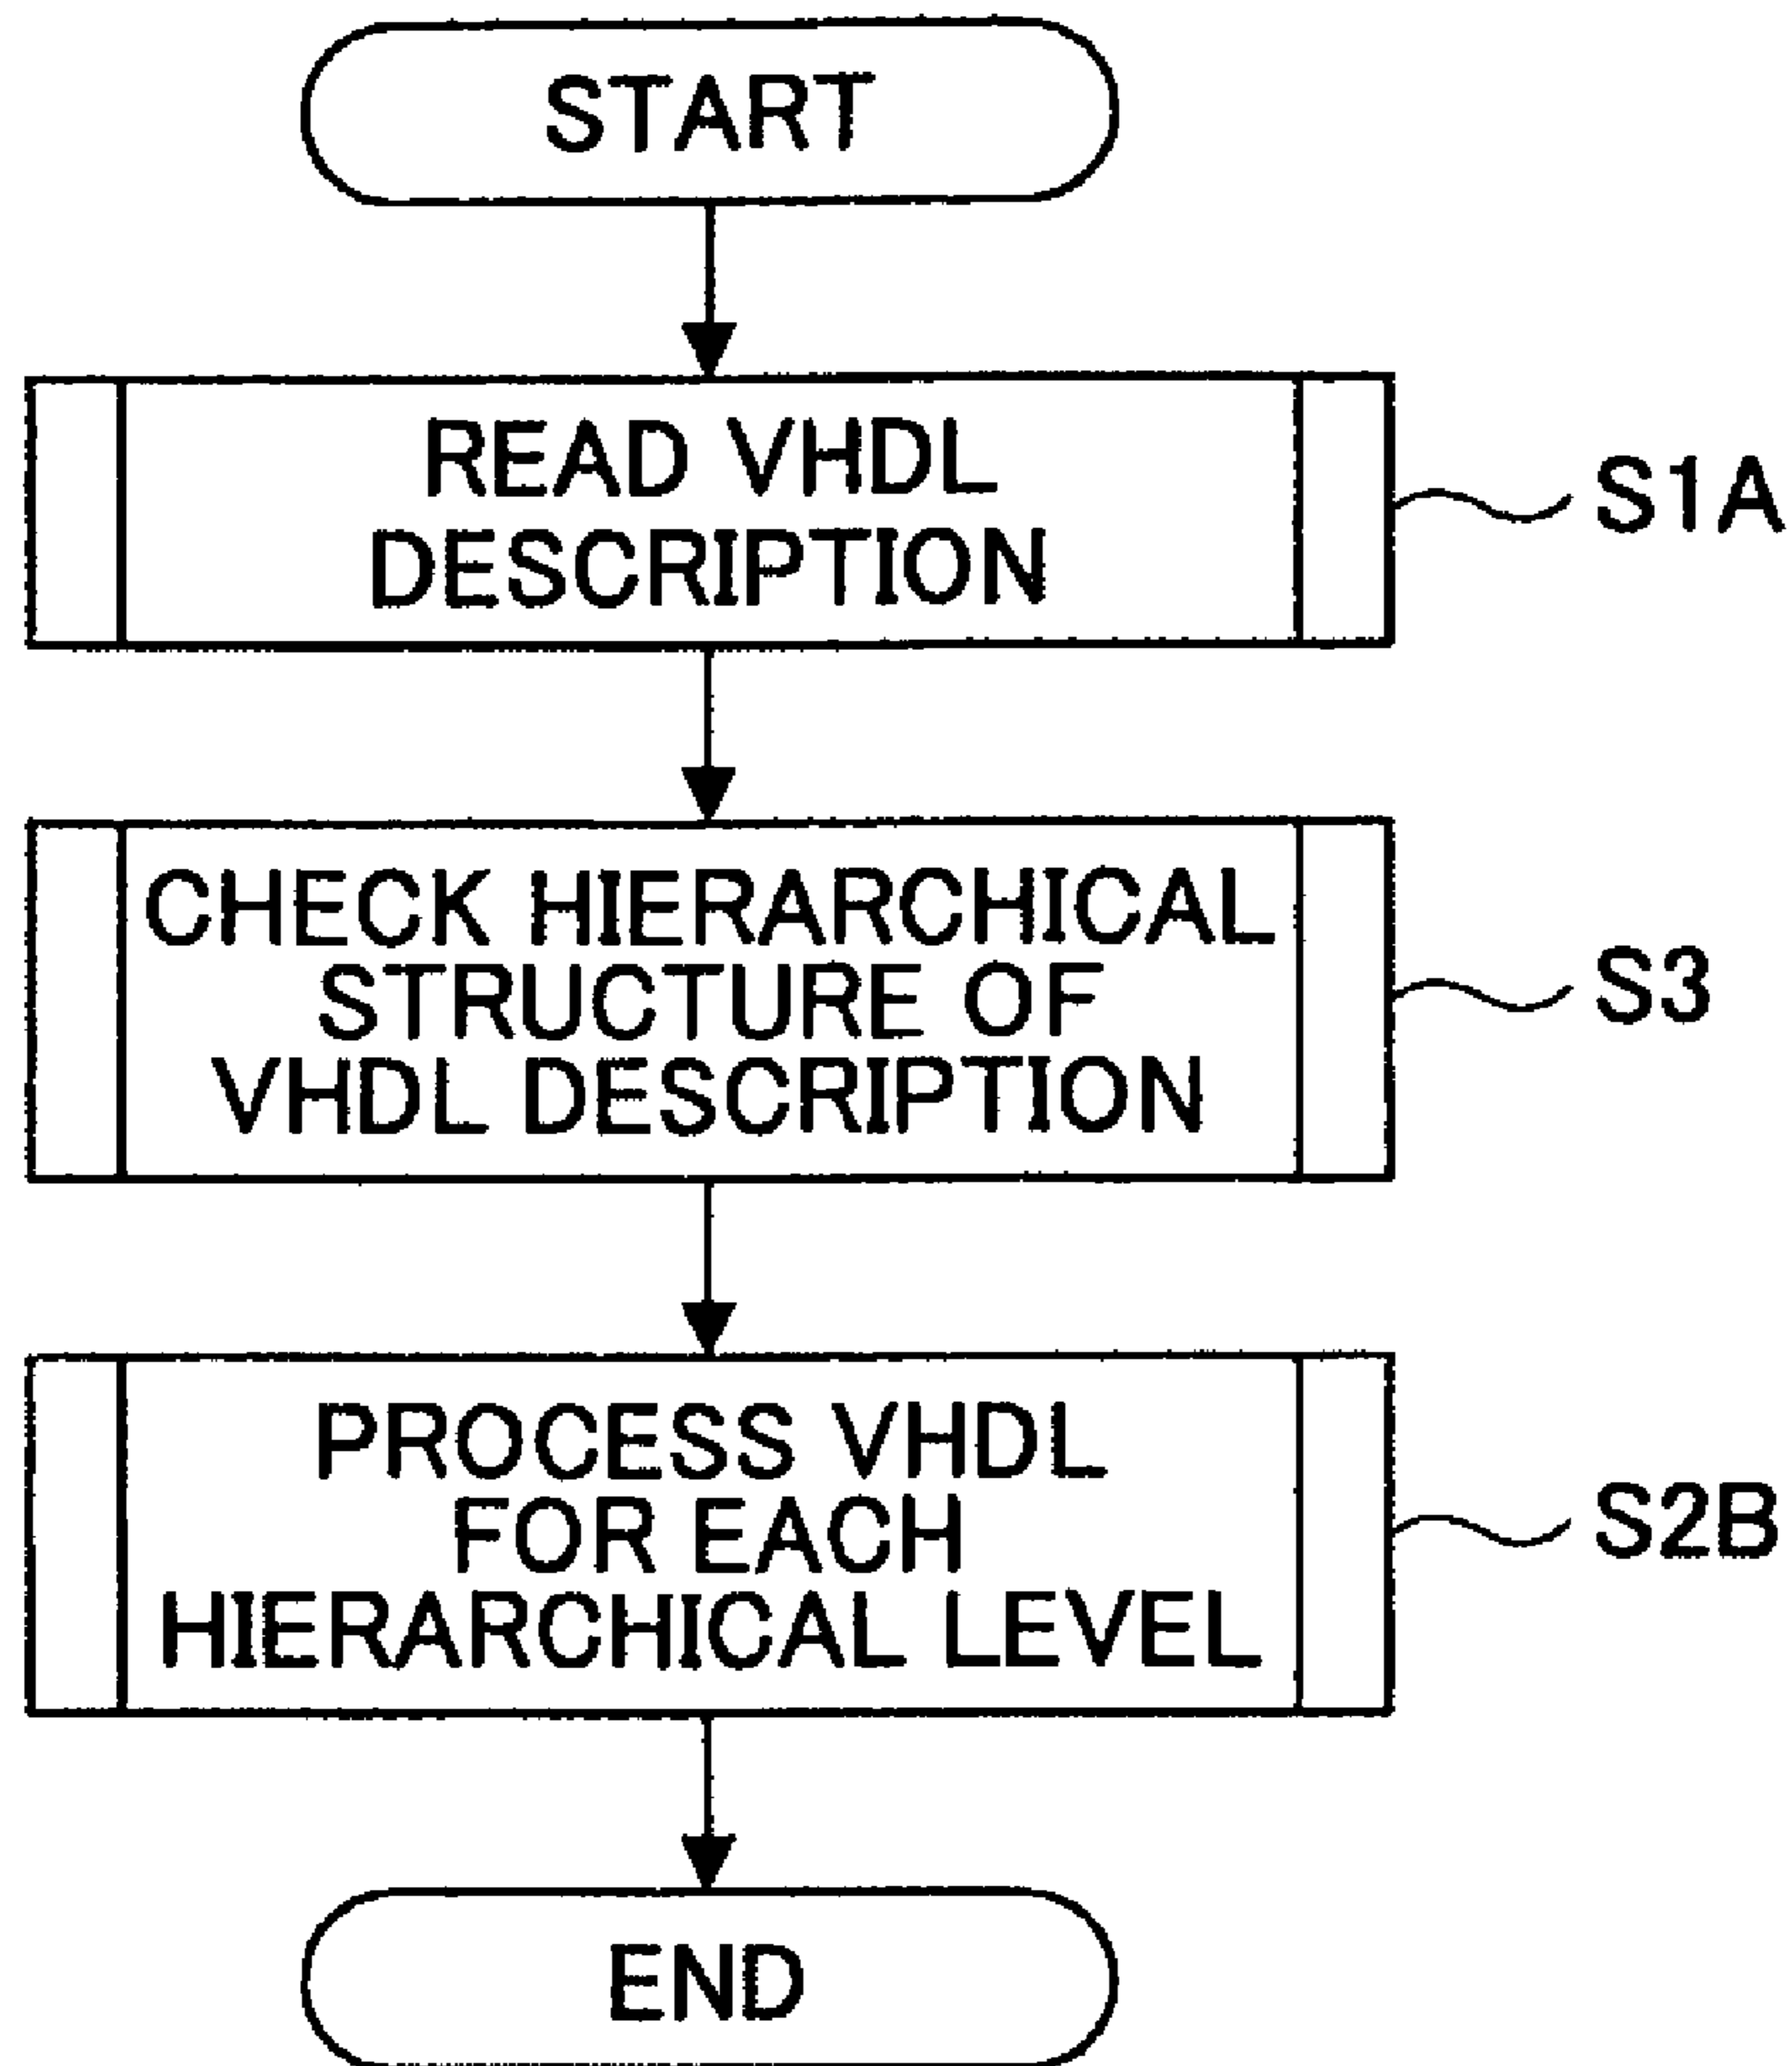 START
READ VHDL
DESCRIPTION
S1A
CHECK HIERARCHICAL
STRUCTURE OF
VHDL DESCRIPTION
S3
PROCESS VHDL
FOR EACH
HIERARCHICAL LEVEL
S2B
END